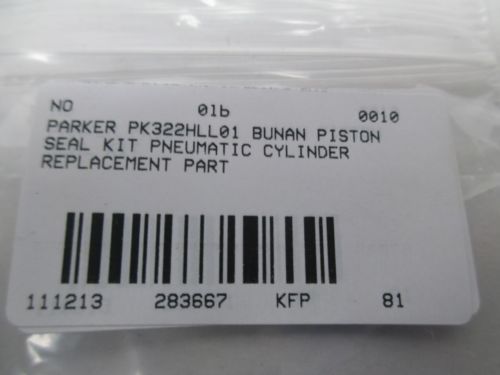 NO 01b 0010
PARKER PK322HLL01 BUNAN PISTON
SEAL KIT PNEUMATIC CYLINDER
REPLACEMENT PART
111213 283667 KFP 81